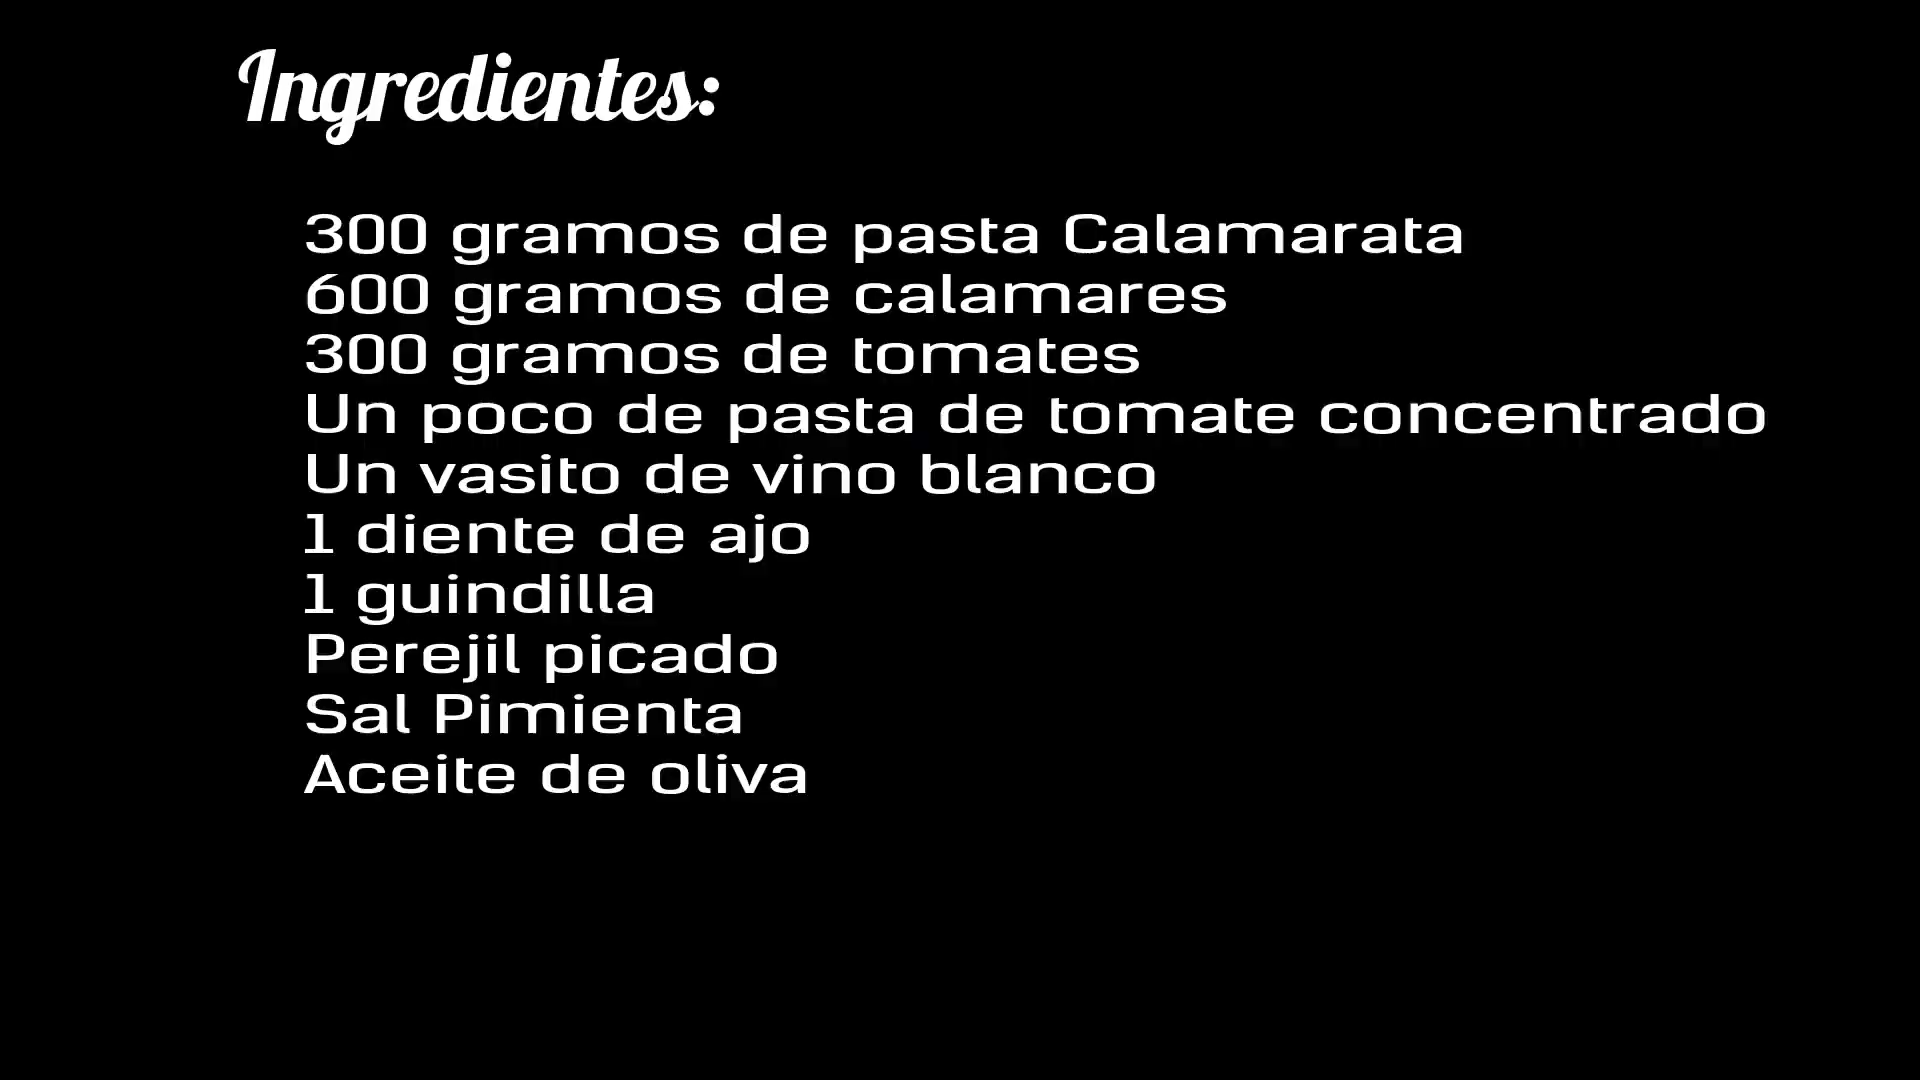 Ingredientes:
300 gramos de pasta Calamarata
600 gramos de calamares
300 gramos de tomates
Un poco de pasta de tomate concentrado
Un vasito de vino blanco
1 diente de ajo
1 guindilla
Perejil picado
Sal Pimienta
Aceite de oliva